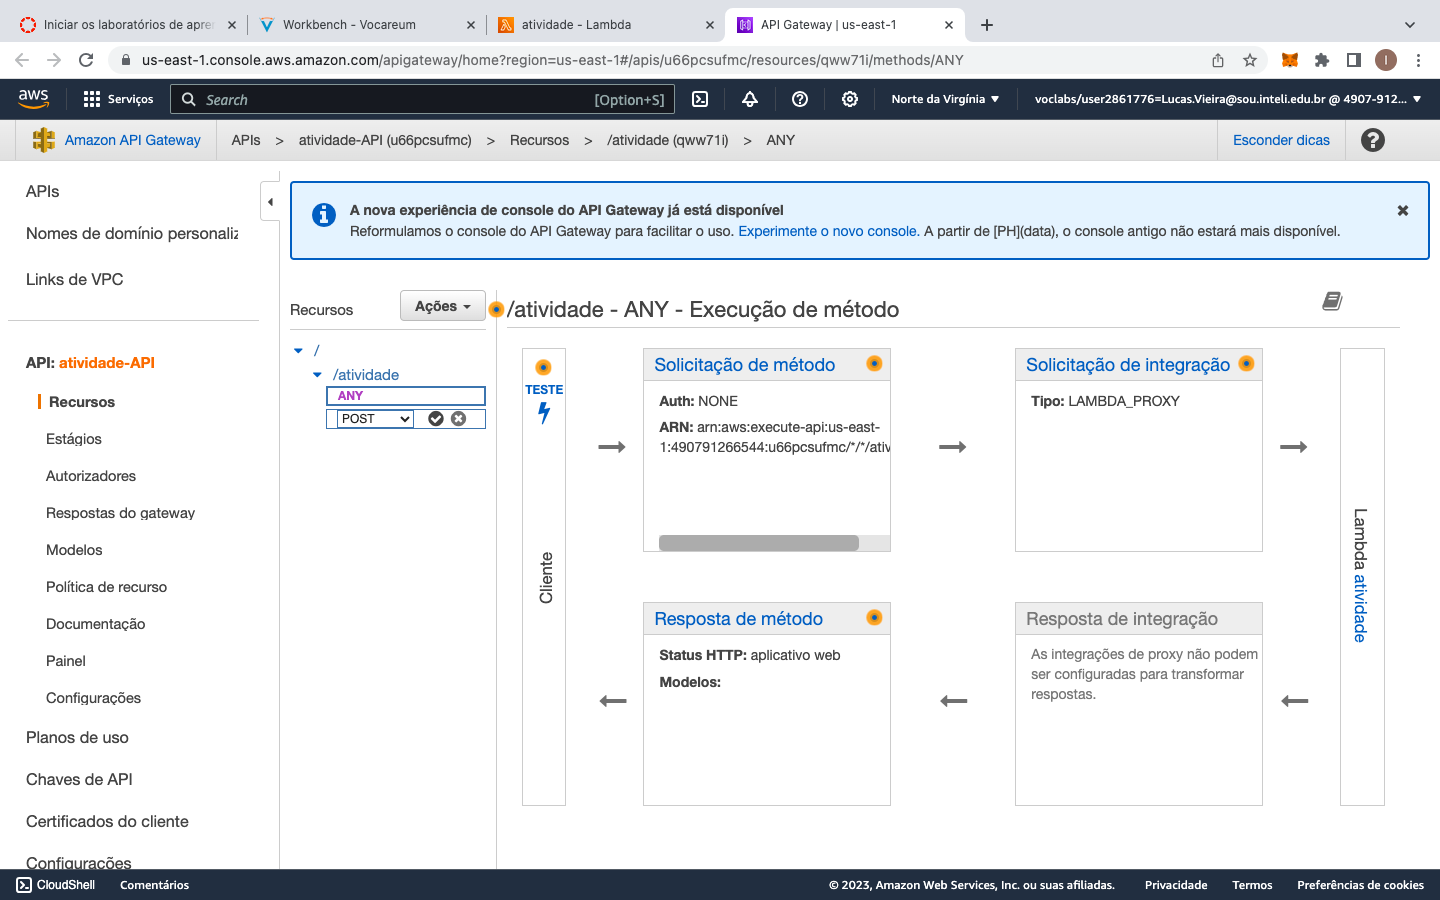 Iniciar os laboratórios de apre
Workbench - Vocareum
atividade - Lambda
API Gateway | us-east-1
us-east-1.console.aws.amazon.com/apigateway/home?region=us-east-1#/apis/u66pcsufmc/resources/qww71i/methods/ANY
I
aws
Serviços
Search
[Option+S]
Norte da Virgínia
voclabs/user2861776=Lucas.Vieira@sou.inteli.edu.br @ 4907-912...
Amazon API Gateway
APIs > atividade-API (u66pcsufmc) > Recursos > /atividade (qww71i) > ANY
Esconder dicas
APIs
Nomes de domínio personaliz
Links de VPC
API: atividade-API
Recursos
Estágios
Autorizadores
Respostas do gateway
Modelos
Política de recurso
Documentação
Painel
Configurações
Planos de uso
Chaves de API
Certificados do cliente
Configurações
A nova experiência de console do API Gateway já está disponível
Reformulamos o console do API Gateway para facilitar o uso. Experimente o novo console. A partir de [PH](data), o console antigo não estará mais disponível.
Recursos
Ações
/
/atividade
ANY
POST
/atividade - ANY - Execução de método
TESTE
Cliente
Solicitação de método
Auth: NONE
ARN: arn:aws:execute-api:us-east-
1:490791266544:u66pcsufmc/*/*/ativ
Solicitação de integração
Tipo: LAMBDA_PROXY
Lambda atividade
Resposta de método
Status HTTP: aplicativo web
Modelos:
Resposta de integração
As integrações de proxy não podem
ser configuradas para transformar
respostas.
CloudShell
Comentários
© 2023, Amazon Web Services, Inc. ou suas afiliadas.
Privacidade
Termos
Preferências de cookies